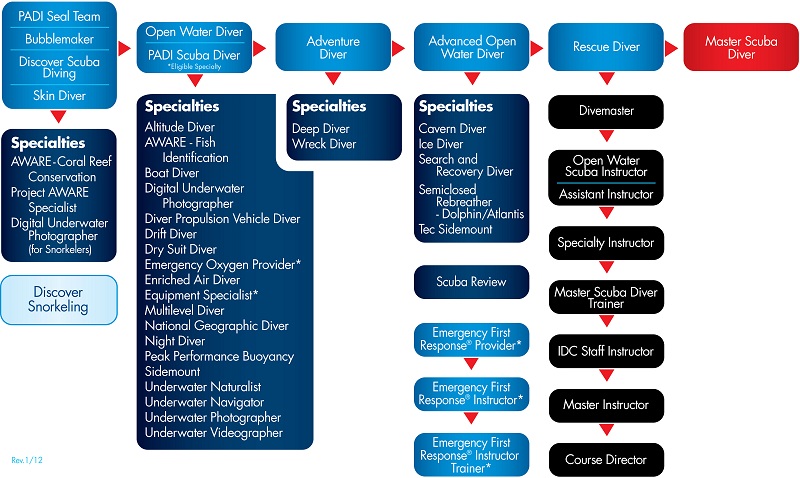 PADI Seal Team
Bubblemaker
Discover Scuba
Diving
Skin Diver
Specialties
AWARE - Coral Reef
Conservation
Project AWARE
Specialist
Digital Underwater
Photographer
(for Snorkelers)
Discover
Snorkeling
Open Water Diver
PADI Scuba Diver
*Eligible Specialty
Specialties
Altitude Diver
AWARE - Fish
Identification
Boat Diver
Digital Underwater
Photographer
Diver Propulsion Vehicle Diver
Drift Diver
Dry Suit Diver
Emergency Oxygen Provider*
Enriched Air Diver
Equipment Specialist*
Multilevel Diver
National Geographic Diver
Night Diver
Peak Performance Buoyancy
Sidemount
Underwater Naturalist
Underwater Navigator
Underwater Photographer
Underwater Videographer
Adventure
Diver
Specialties
Deep Diver
Wreck Diver
Advanced Open
Water Diver
Specialties
Cavern Diver
Ice Diver
Search and
Recovery Diver
Semiclosed
Rebreather
- Dolphin/Atlantis
Tec Sidemount
Scuba Review
Emergency First
Response® Provider*
Emergency First
Response® Instructor*
Emergency First
Response® Instructor
Trainer*
Rescue Diver
Divemaster
Open Water
Scuba Instructor
Assistant Instructor
Specialty Instructor
Master Scuba Diver
Trainer
IDC Staff Instructor
Master Instructor
Course Director
Master Scuba
Diver
Rev.1/12